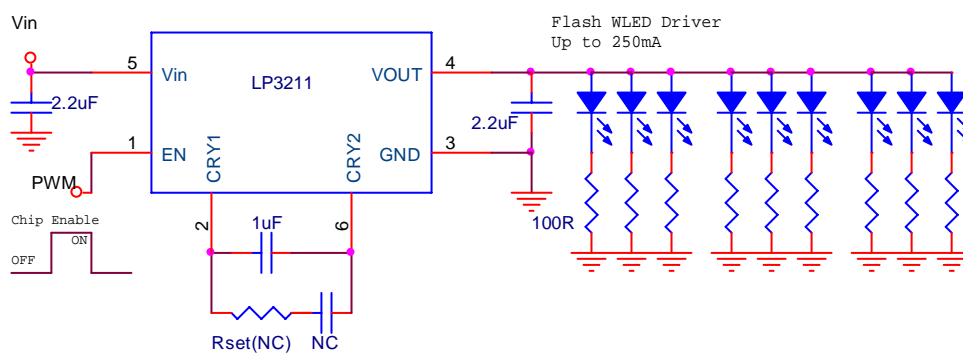 Vin
Flash WLED Driver
Up to 250mA
5
Vin
LP3211
VOUT
4
2.2uF
2.2uF
1
EN
CRY1
CRY2
GND
3
PWM
Chip Enable
ON
OFF
2
1uF
6
100R
Rset(NC)
NC